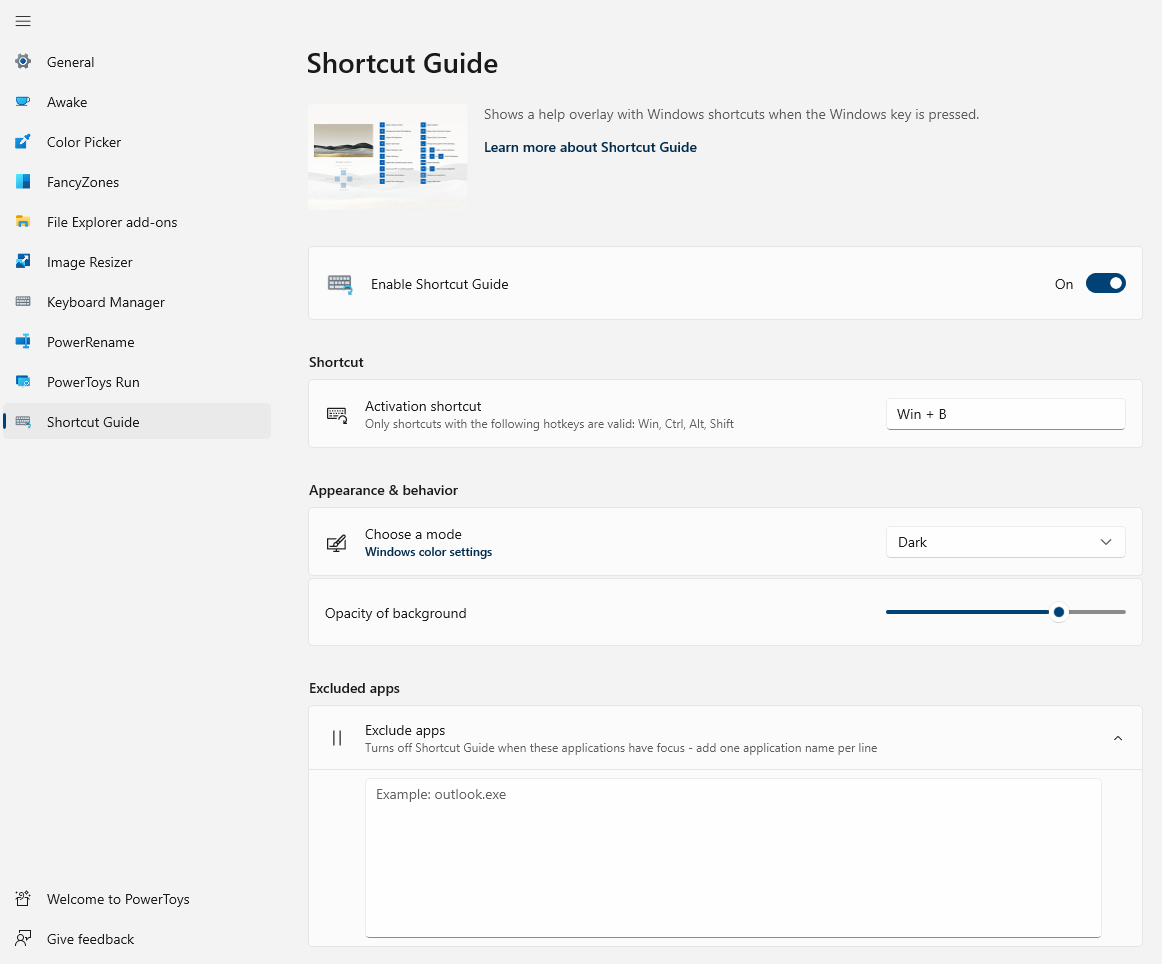 General
Awake
Color Picker
FancyZones
File Explorer add-ons
Image Resizer
Keyboard Manager
PowerRename
PowerToys Run
Shortcut Guide
Welcome to PowerToys
Give feedback
Shortcut Guide
Shows a help overlay with Windows shortcuts when the Windows key is pressed.
Learn more about Shortcut Guide
Enable Shortcut Guide
On
Shortcut
Activation shortcut
Only shortcuts with the following hotkeys are valid: Win, Ctrl, Alt, Shift
Win + B
Appearance & behavior
Choose a mode
Windows color settings
Dark
Opacity of background
Excluded apps
Exclude apps
Turns off Shortcut Guide when these applications have focus - add one application name per line
Example: outlook.exe